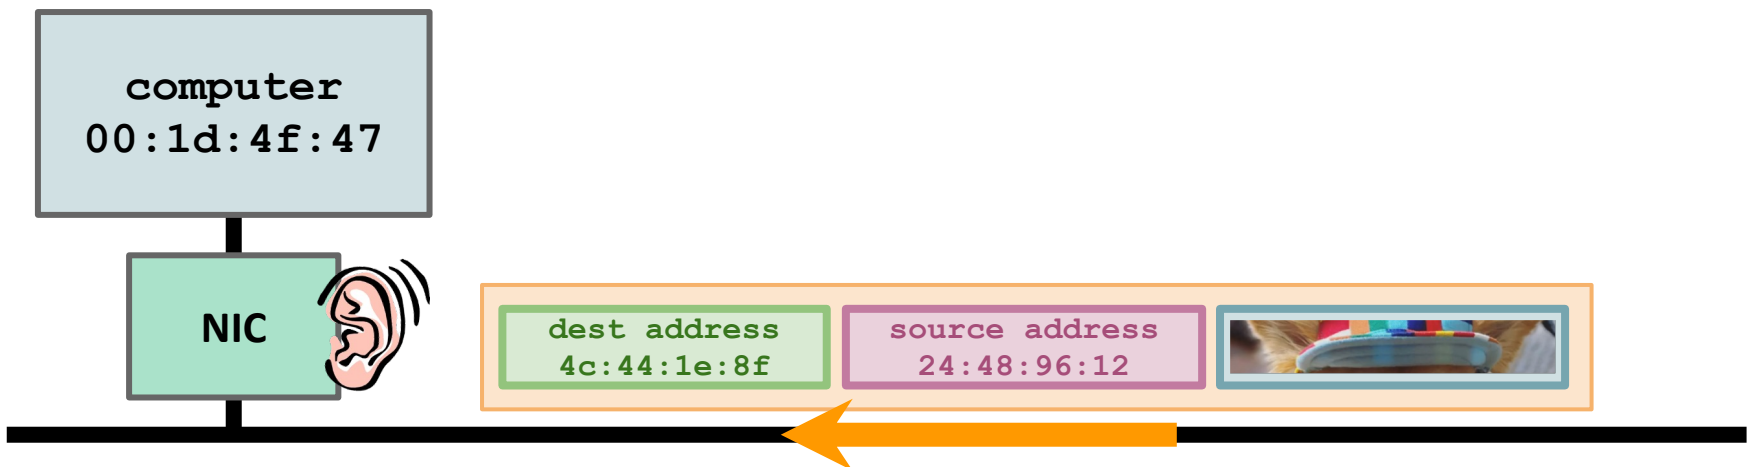 computer
00:1d:4f:47
NIC
dest address
4c:44:1e:8f
source address
24:48:96:12